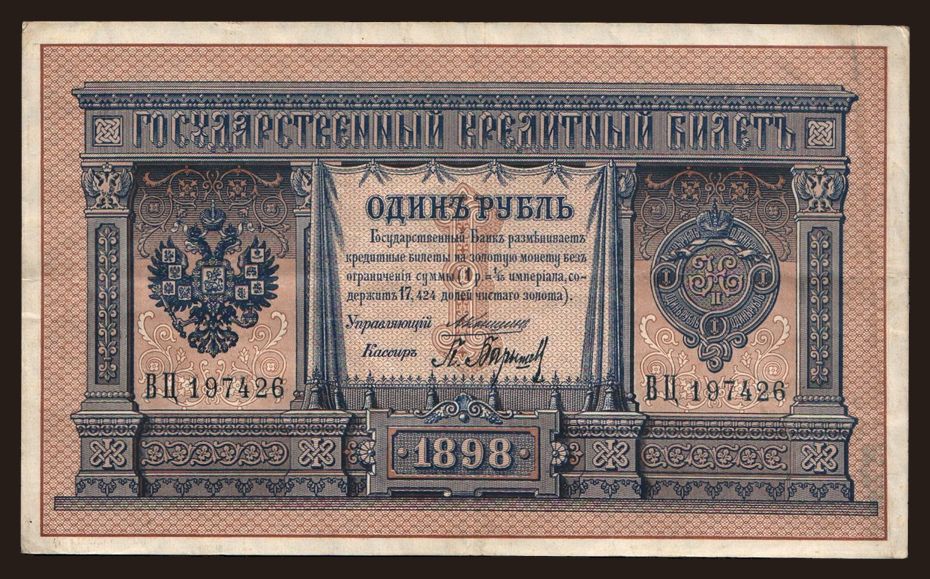 ГОСУДАРСТВЕННЫЙ КРЕДИТНЫЙ БИЛЕТЪ
ОДИНЪ РУБЛЬ
Государственный Банкъ размѣниваетъ
кредитные билеты на золотую монету безъ
ограниченія суммы (1 р. = 1/15 имперіала, со-
держитъ 17,424 долей чистаго золота).
Управляющій
Кассиръ
ВЦ 197426
ВЦ 197426
1898